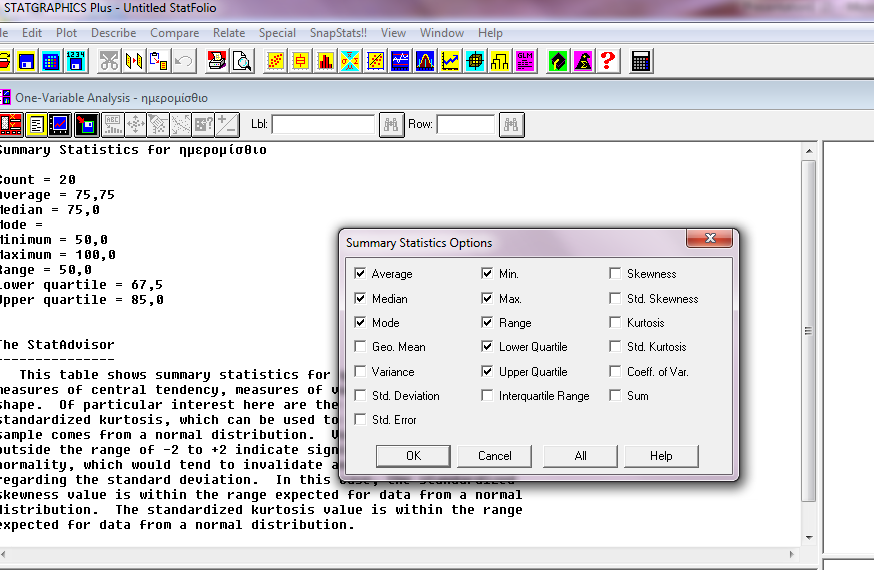 STATGRAPHICS Plus - Untitled StatFolio
le Edit Plot Describe Compare Relate Special SnapStats!! View Window Help
1234
GLM
?
One-Variable Analysis - ημερομίσθιο
Lbl: Row:
Summary Statistics for ημερομίσθιο
Count = 20
Average = 75,75
Median = 75,0
Mode =
Minimum = 50,0
Maximum = 100,0
Range = 50,0
Lower quartile = 67,5
Upper quartile = 85,0
The StatAdvisor
---------------
This table shows summary statistics for
measures of central tendency, measures of v
shape. Of particular interest here are the
standardized kurtosis, which can be used to
sample comes from a normal distribution. V
outside the range of -2 to +2 indicate sign
normality, which would tend to invalidate a
regarding the standard deviation. In this case, the standardized
skewness value is within the range expected for data from a normal
distribution. The standardized kurtosis value is within the range
expected for data from a normal distribution.
Summary Statistics Options
Average Min. Skewness
Median Max. Std. Skewness
Mode Range Kurtosis
Geo. Mean Lower Quartile Std. Kurtosis
Variance Upper Quartile Coeff. of Var.
Std. Deviation Interquartile Range Sum
Std. Error
OK Cancel All Help